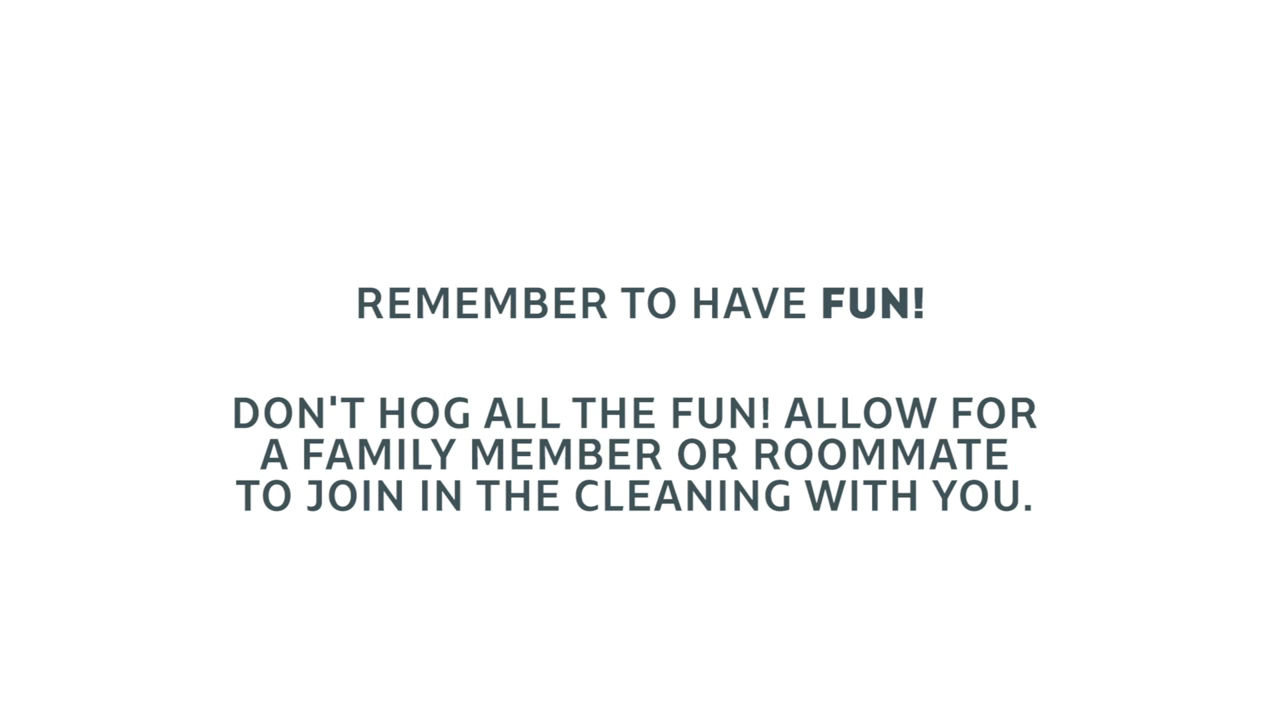 REMEMBER TO HAVE FUN!
DON'T HOG ALL THE FUN! ALLOW FOR
A FAMILY MEMBER OR ROOMMATE
TO JOIN IN THE CLEANING WITH YOU.